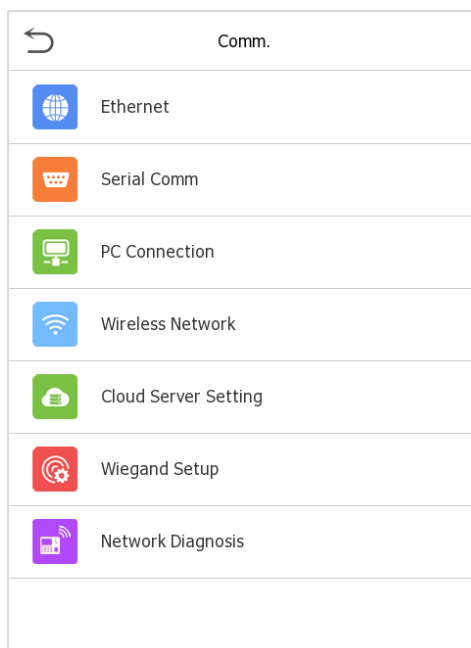 Comm.
Ethernet
Serial Comm
PC Connection
Wireless Network
Cloud Server Setting
Wiegand Setup
Network Diagnosis